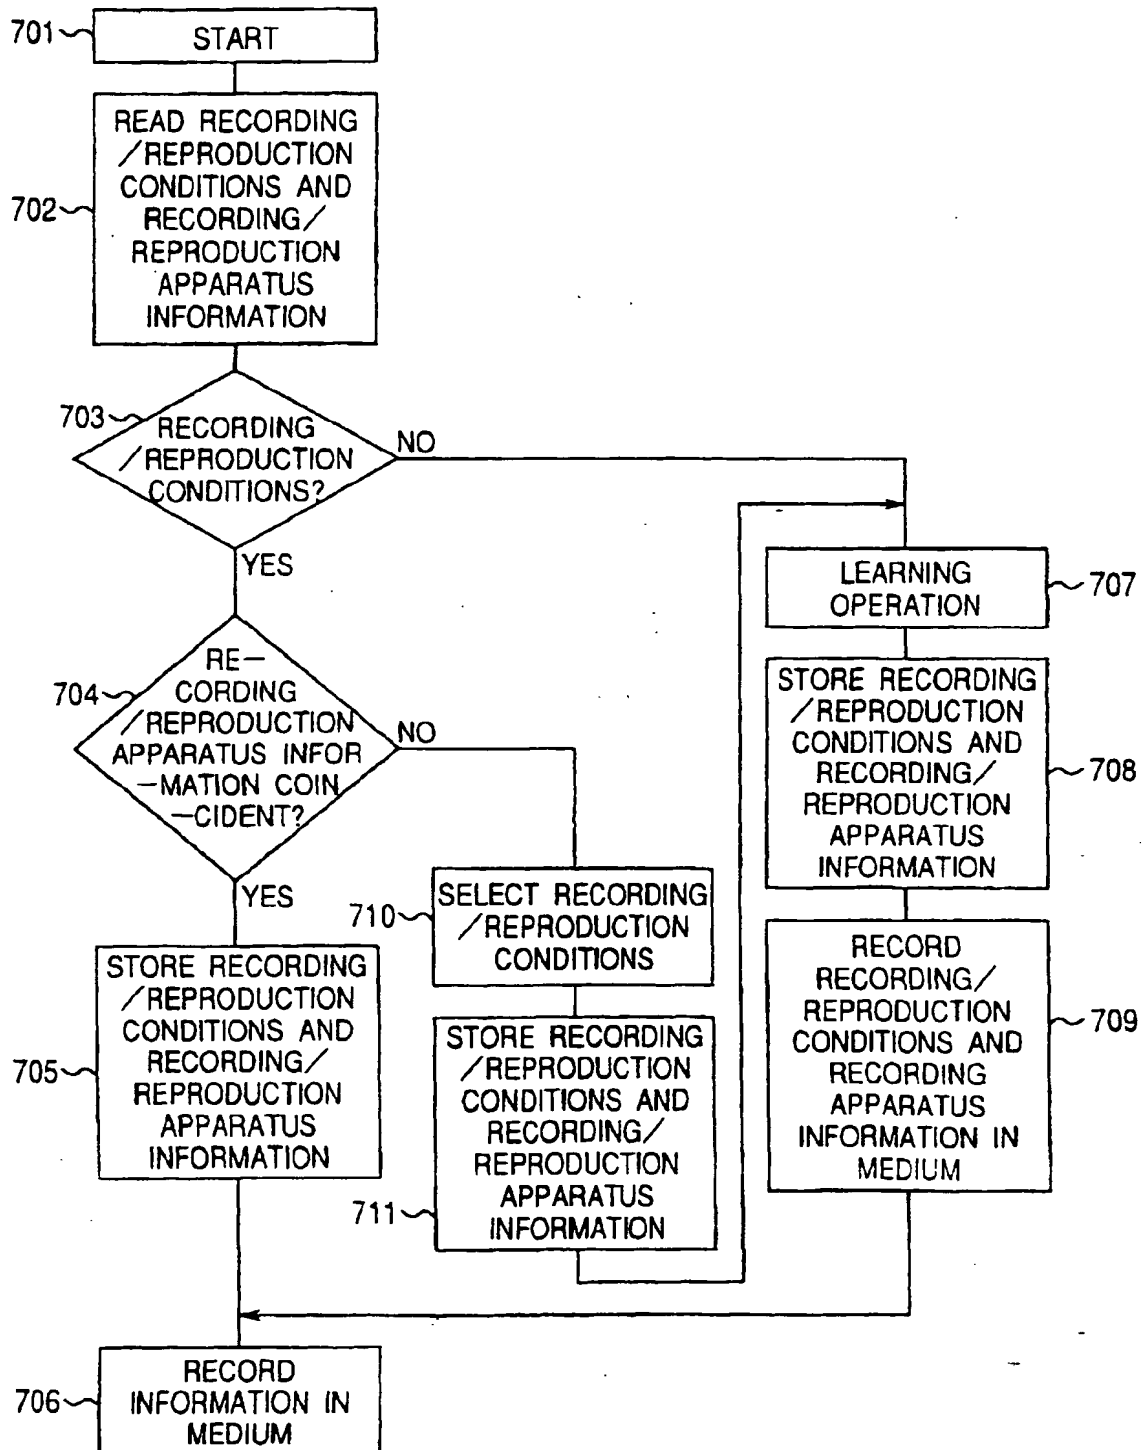 701
START
702
READ RECORDING
/REPRODUCTION
CONDITIONS AND
RECORDING/
REPRODUCTION
APPARATUS
INFORMATION
703
RECORDING
/REPRODUCTION
CONDITIONS?
NO
YES
704
RE-
CORDING
/REPRODUCTION
APPARATUS INFOR
-MATION COIN
-CIDENT?
NO
YES
705
STORE RECORDING
/REPRODUCTION
CONDITIONS AND
RECORDING/
REPRODUCTION
APPARATUS
INFORMATION
706
RECORD
INFORMATION IN
MEDIUM
710
SELECT RECORDING
/REPRODUCTION
CONDITIONS
711
STORE RECORDING
/REPRODUCTION
CONDITIONS AND
RECORDING/
REPRODUCTION
APPARATUS
INFORMATION
LEARNING
OPERATION
707
STORE RECORDING
/REPRODUCTION
CONDITIONS AND
RECORDING/
REPRODUCTION
APPARATUS
INFORMATION
708
RECORD
RECORDING/
REPRODUCTION
CONDITIONS AND
RECORDING
APPARATUS
INFORMATION IN
MEDIUM
709